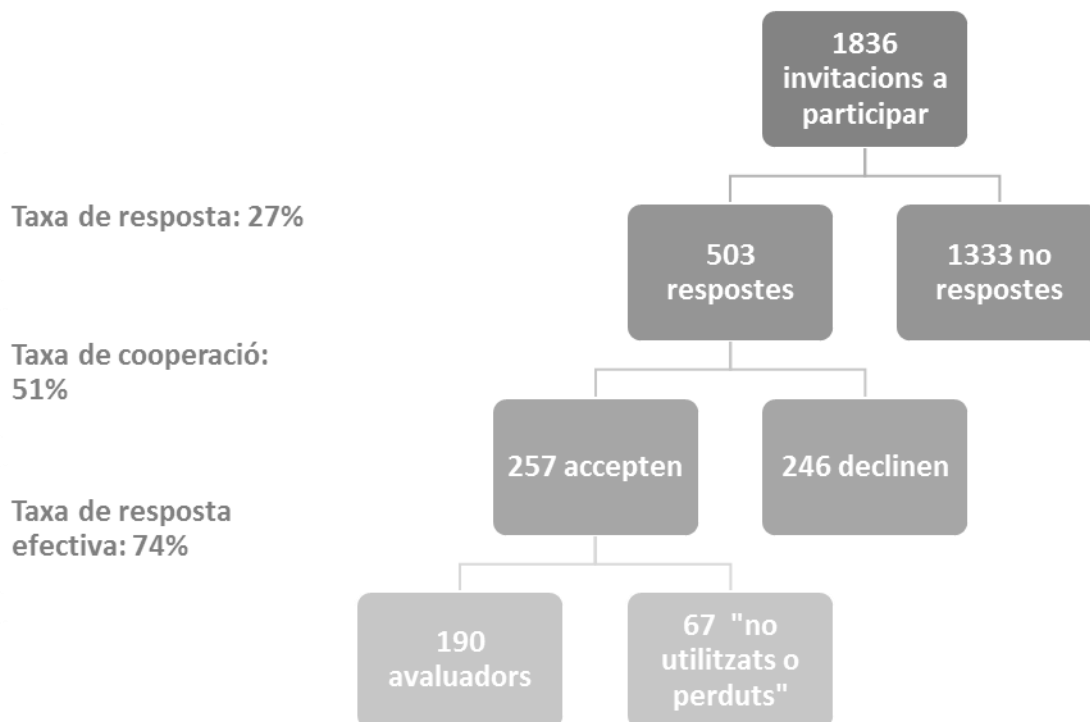 1836
invitacions a
participar
Taxa de resposta: 27%
503
respostes
1333 no
respostes
Taxa de cooperació:
51%
257 accepten
246 declinen
Taxa de resposta
efectiva: 74%
190
avaluadors
67 "no
utilitzats o
perduts"